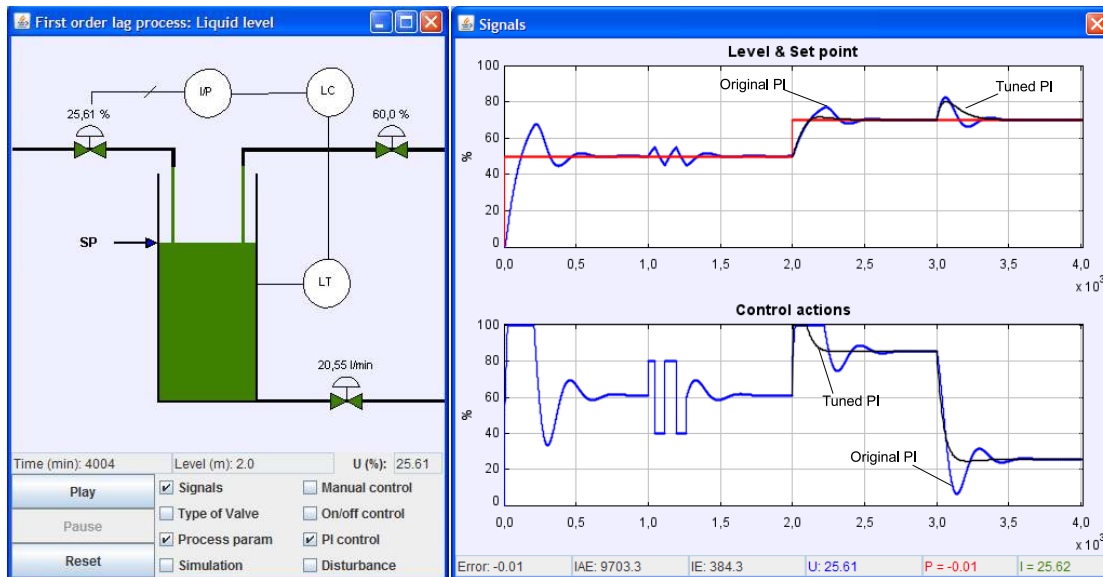 First order lag process: Liquid level
I/P
LC
25,61 %
60,0 %
SP
LT
20,55 l/min
Time (min): 4004
Level (m): 2.0
U (%):
25.61
Play
Pause
Reset
Signals
Manual control
Type of Valve
On/off control
Process param
PI control
Simulation
Disturbance
Signals
Level & Set point
100
80
60
40
20
0
%
Original PI
Tuned PI
0,0
0,5
1,0
1,5
2,0
2,5
3,0
3,5
4,0
x 10³
Control actions
100
80
60
40
20
0
%
Tuned PI
Original PI
0,0
0,5
1,0
1,5
2,0
2,5
3,0
3,5
4,0
x 10³
Error: -0.01
IAE: 9703.3
IE: 384.3
U: 25.61
P = -0.01
I = 25.62